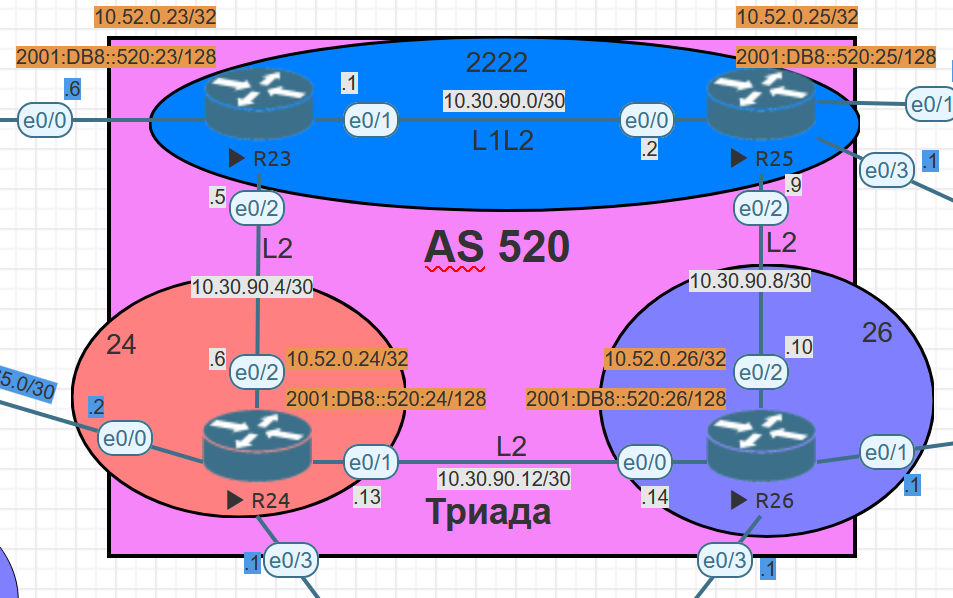 10.52.0.23/32
10.52.0.25/32
2001:DB8::520:23/128
2222
2001:DB8::520:25/128
.6
.1
10.30.90.0/30
e0/0
e0/1
e0/0
e0/1
L1L2
.2
R23
R25
.1
e0/3
.5
.9
e0/2
e0/2
L2
AS 520
L2
10.30.90.4/30
10.30.90.8/30
24
26
.6
10.52.0.24/32
10.52.0.26/32
.10
e0/2
e0/2
5.0/30
2001:DB8::520:24/128
2001:DB8::520:26/128
.2
e0/0
L2
e0/1
e0/1
e0/0
10.30.90.12/30
.13
.14
.1
R24
Триада
R26
.1
e0/3
e0/3
.1